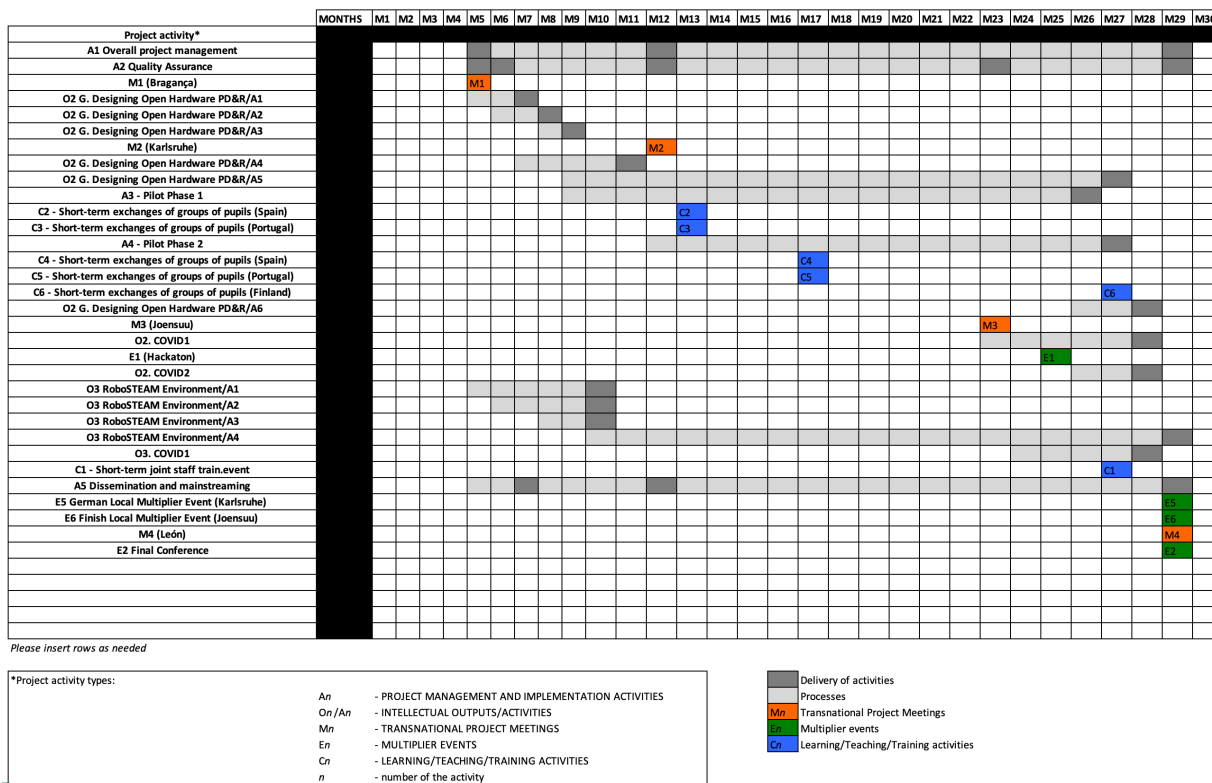 MONTHS M1 M2 M3 M4 M5 M6 M7 M8 M9 M10 M11 M12 M13 M14 M15 M16 M17 M18 M19 M20 M21 M22 M23 M24 M25 M26 M27 M28 M29 M30
Project activity*
A1 Overall project management
A2 Quality Assurance
M1 (Bragança) M1
O2 G. Designing Open Hardware PD&R/A1
O2 G. Designing Open Hardware PD&R/A2
O2 G. Designing Open Hardware PD&R/A3
M2 (Karlsruhe) M2
O2 G. Designing Open Hardware PD&R/A4
O2 G. Designing Open Hardware PD&R/A5
A3 - Pilot Phase 1
C2 - Short-term exchanges of groups of pupils (Spain) C2
C3 - Short-term exchanges of groups of pupils (Portugal) C3
A4 - Pilot Phase 2
C4 - Short-term exchanges of groups of pupils (Spain) C4
C5 - Short-term exchanges of groups of pupils (Portugal) C5
C6 - Short-term exchanges of groups of pupils (Finland) C6
O2 G. Designing Open Hardware PD&R/A6
M3 (Joensuu) M3
O2. COVID1
E1 (Hackaton) E1
O2. COVID2
O3 RoboSTEAM Environment/A1
O3 RoboSTEAM Environment/A2
O3 RoboSTEAM Environment/A3
O3 RoboSTEAM Environment/A4
O3. COVID1
C1 - Short-term joint staff train.event C1
A5 Dissemination and mainstreaming
E5 German Local Multiplier Event (Karlsruhe) E5
E6 Finish Local Multiplier Event (Joensuu) E6
M4 (León) M4
E2 Final Conference E2
Please insert rows as needed
*Project activity types:
An - PROJECT MANAGEMENT AND IMPLEMENTATION ACTIVITIES
On/An - INTELLECTUAL OUTPUTS/ACTIVITIES
Mn - TRANSNATIONAL PROJECT MEETINGS
En - MULTIPLIER EVENTS
Cn - LEARNING/TEACHING/TRAINING ACTIVITIES
n - number of the activity
Delivery of activities
Processes
Mn Transnational Project Meetings
En Multiplier events
Cn Learning/Teaching/Training activities